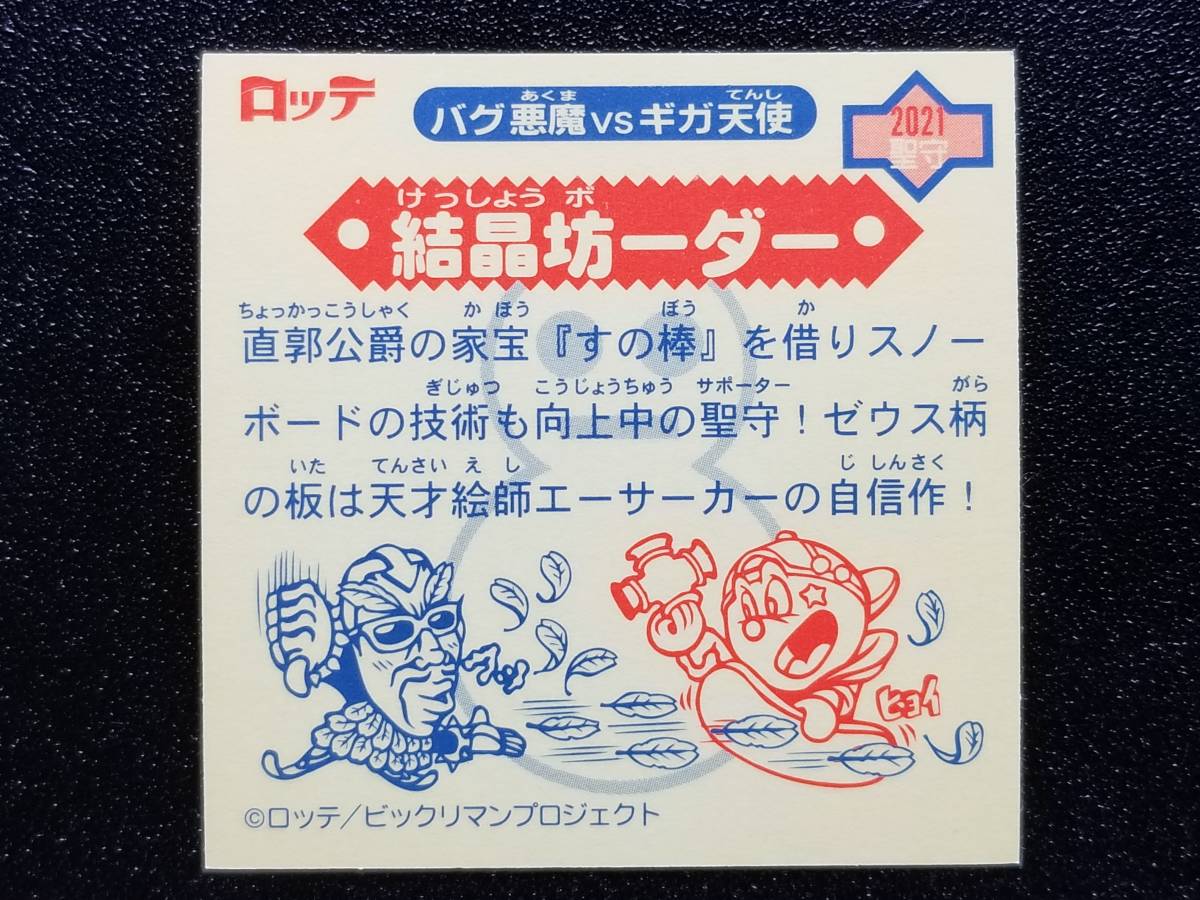 ロッテ
あくま てんし
バグ悪魔vsギガ天使
2021
聖守
けっしょう ボ
結晶坊ーダー
ちょっかっこうしゃく か ほう ぼう か
直郭公爵の家宝『すの棒』を借りスノー
ぎじゅつ こうじょうちゅう サポーター がら
ボードの技術も向上中の聖守！ゼウス柄
いた てんさい え し じ しんさく
の板は天才絵師エーサーカーの自信作！
ヒョイ
©ロッテ/ビックリマンプロジェクト